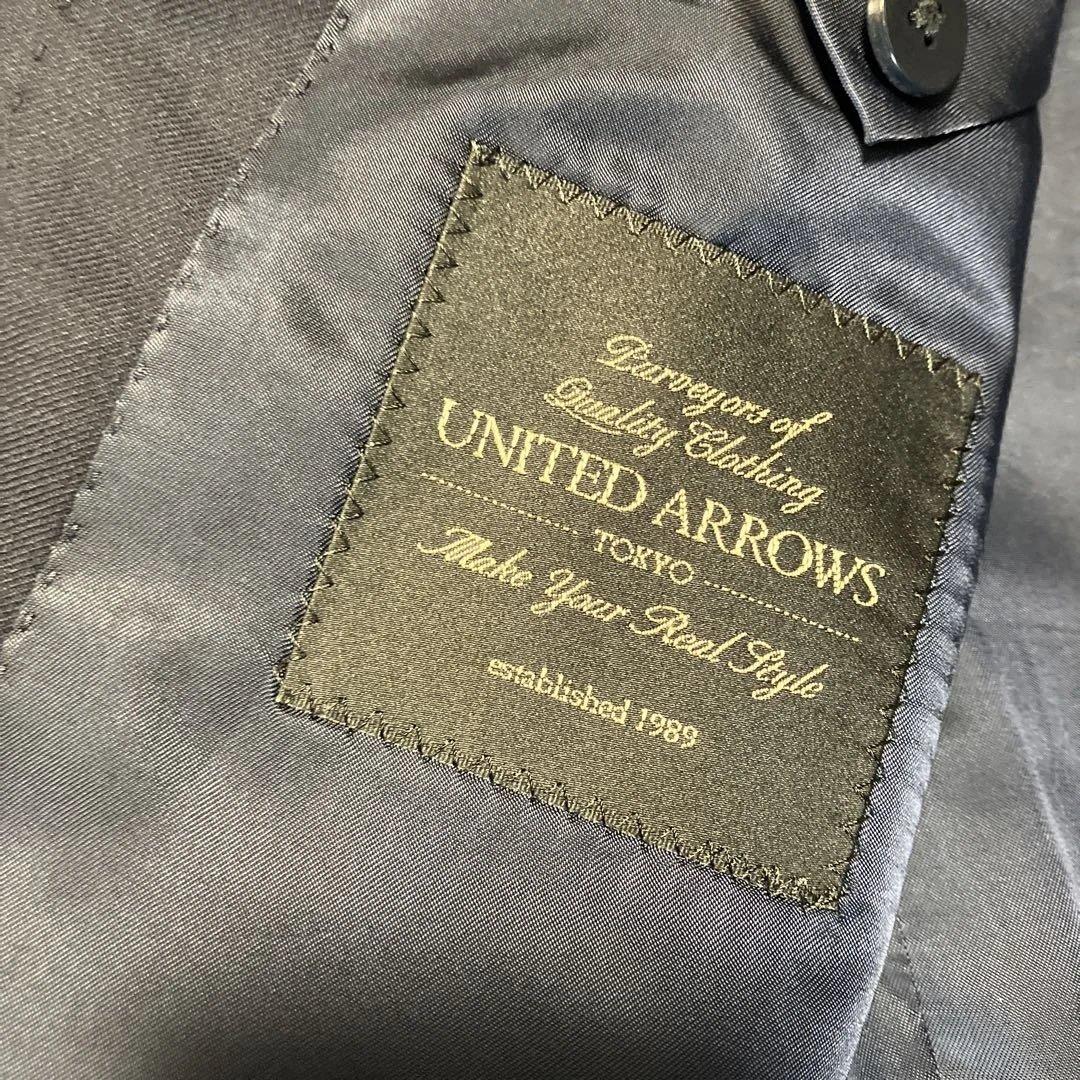 Purveyors of
Quality Clothing
UNITED ARROWS
TOKYO
Make Your Real Style
established 1989